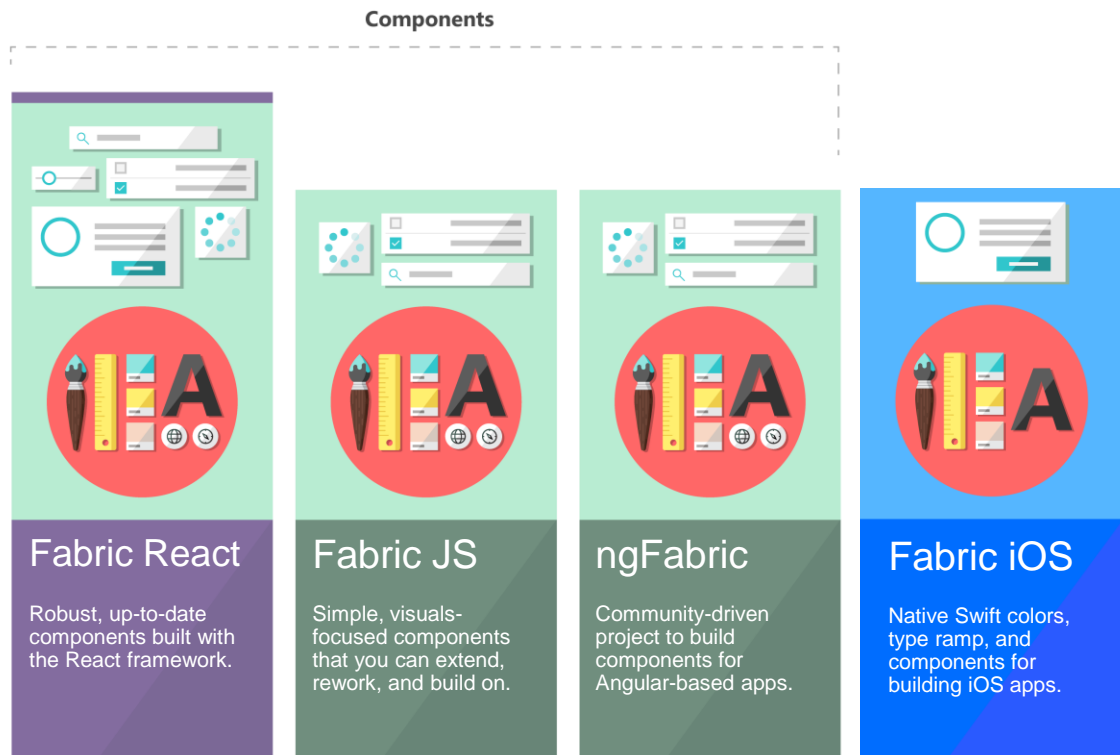 Components
Fabric React
Robust, up-to-date
components built with
the React framework.
Fabric JS
Simple, visuals-
focused components
that you can extend,
rework, and build on.
ngFabric
Community-driven
project to build
components for
Angular-based apps.
Fabric iOS
Native Swift colors,
type ramp, and
components for
building iOS apps.